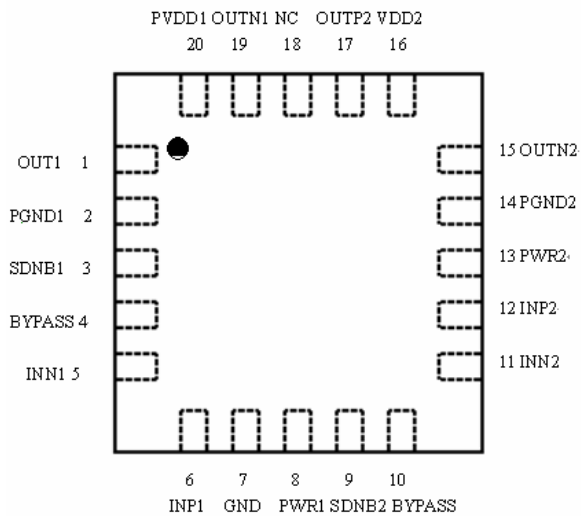 PVDD1 OUTN1 NC OUTP2 VDD2
20 19 18 17 16
OUT1 1
PGND1 2
SDNB1 3
BYPASS 4
INN1 5
15 OUTN2
14 PGND2
13 PWR2
12 INP2
11 INN2
6 7 8 9 10
INP1 GND PWR1 SDNB2 BYPASS